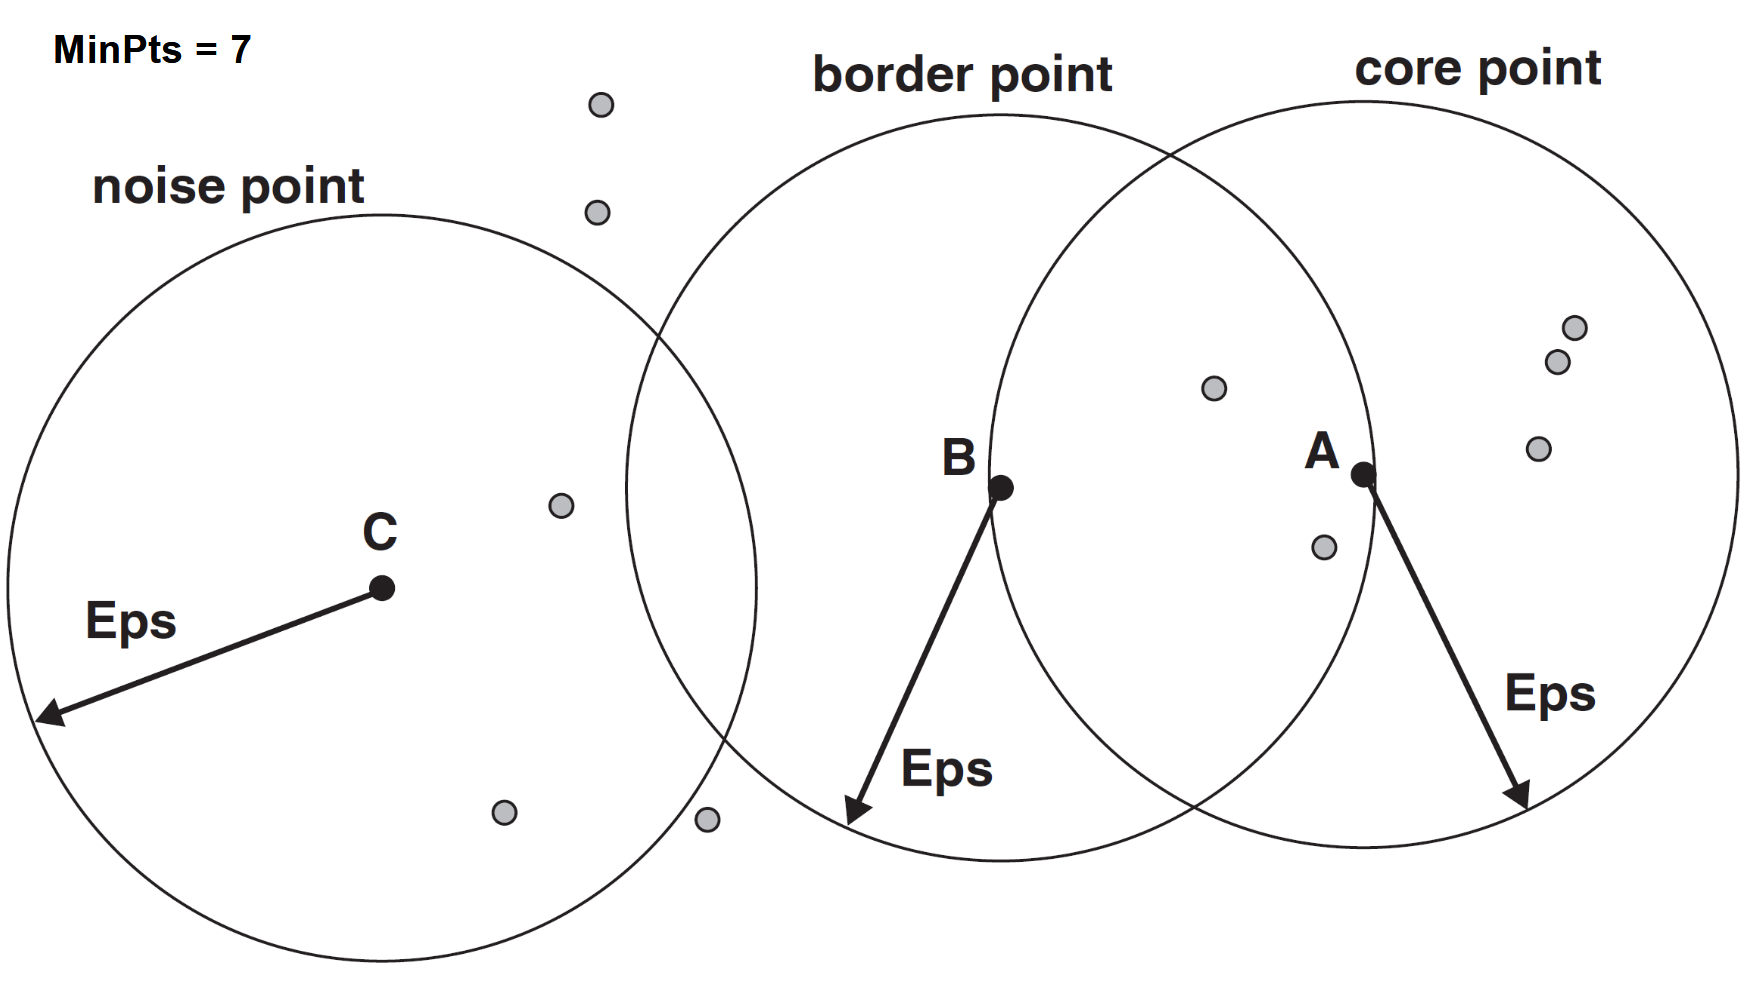 MinPts = 7
border point
core point
noise point
B
A
C
Eps
Eps
Eps